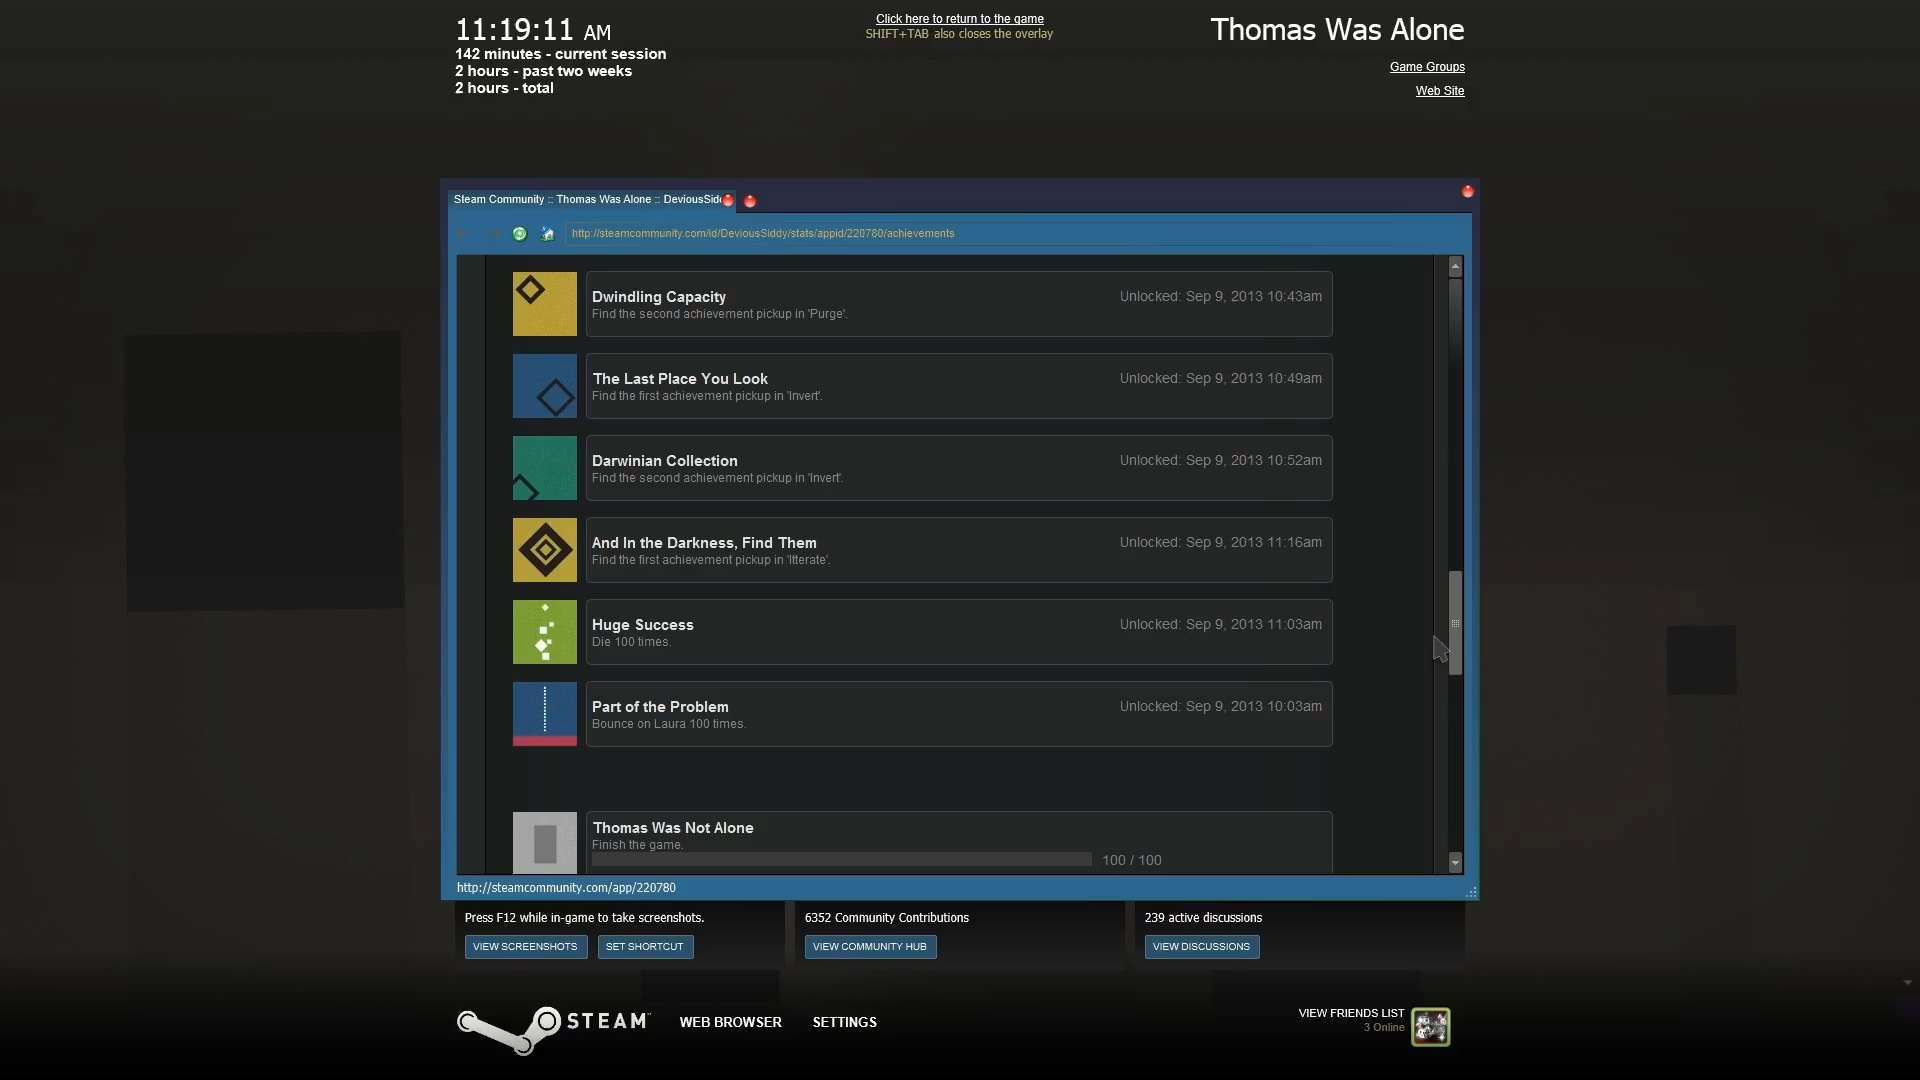 11:19:11 AM
142 minutes - current session
2 hours - past two weeks
2 hours - total
Click here to return to the game
SHIFT+TAB also closes the overlay
Thomas Was Alone
Game Groups
Web Site
Steam Community :: Thomas Was Alone :: DeviousSidd
http://steamcommunity.com/id/DeviousSiddy/stats/appid/220780/achievements
Dwindling Capacity
Unlocked: Sep 9, 2013 10:43am
Find the second achievement pickup in 'Purge'.
The Last Place You Look
Unlocked: Sep 9, 2013 10:49am
Find the first achievement pickup in 'Invert'.
Darwinian Collection
Unlocked: Sep 9, 2013 10:52am
Find the second achievement pickup in 'Invert'.
And In the Darkness, Find Them
Unlocked: Sep 9, 2013 11:16am
Find the first achievement pickup in 'Itterate'.
Huge Success
Unlocked: Sep 9, 2013 11:03am
Die 100 times.
Part of the Problem
Unlocked: Sep 9, 2013 10:03am
Bounce on Laura 100 times.
Thomas Was Not Alone
Finish the game.
100 / 100
http://steamcommunity.com/app/220780
Press F12 while in-game to take screenshots.
VIEW SCREENSHOTS
SET SHORTCUT
6352 Community Contributions
VIEW COMMUNITY HUB
239 active discussions
VIEW DISCUSSIONS
STEAM™
WEB BROWSER
SETTINGS
VIEW FRIENDS LIST
3 Online